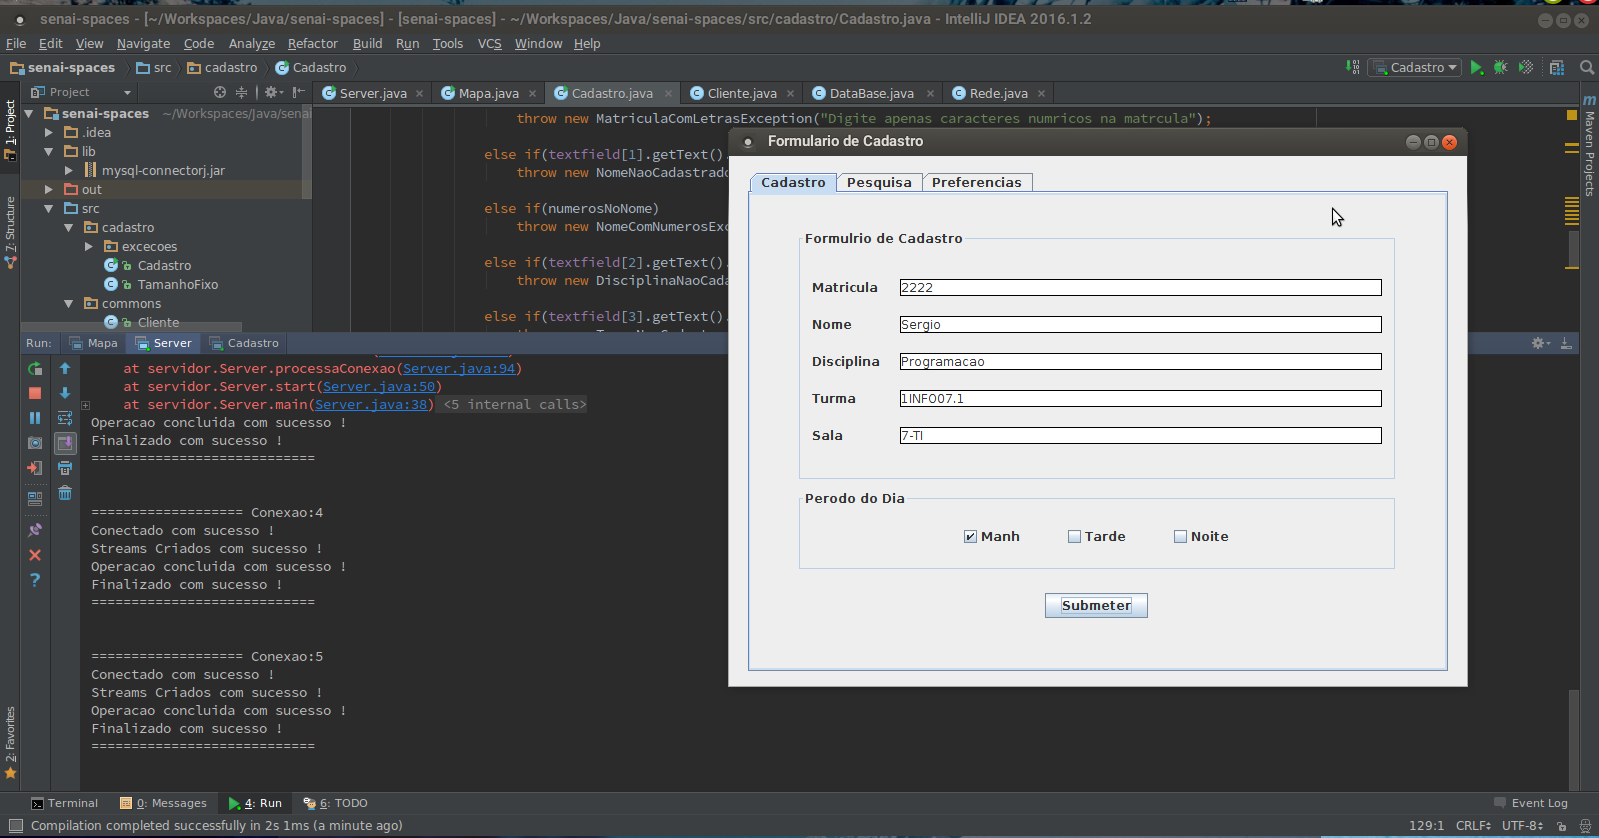 senai-spaces - [~/Workspaces/Java/senai-spaces] - [senai-spaces] - ~/Workspaces/Java/senai-spaces/src/cadastro/Cadastro.java - IntelliJ IDEA 2016.1.2
File Edit View Navigate Code Analyze Refactor Build Run Tools VCS Window Help
senai-spaces src cadastro Cadastro
Cadastro
Project
Server.java Mapa.java Cadastro.java Cliente.java DataBase.java Rede.java
1: Project
7: Structure
2: Favorites
Maven Projects
senai-spaces ~/Workspaces/Java/senai
.idea
lib
mysql-connectorj.jar
out
src
cadastro
excecoes
Cadastro
TamanhoFixo
commons
Cliente
throw new MatriculaComLetrasException("Digite apenas caracteres numricos na matrcula");
else if(textfield[1].getText().
throw new NomeNaoCadastrado
else if(numerosNoNome)
throw new NomeComNumerosExc
else if(textfield[2].getText().
throw new DisciplinaNaoCada
else if(textfield[3].getText().
Run: Mapa Server Cadastro
at servidor.Server.processaConexao(Server.java:94)
at servidor.Server.start(Server.java:50)
at servidor.Server.main(Server.java:38) <5 internal calls>
Operacao concluida com sucesso !
Finalizado com sucesso !
============================
=================== Conexao:4
Conectado com sucesso !
Streams Criados com sucesso !
Operacao concluida com sucesso !
Finalizado com sucesso !
============================
=================== Conexao:5
Conectado com sucesso !
Streams Criados com sucesso !
Operacao concluida com sucesso !
Finalizado com sucesso !
============================
Formulario de Cadastro
Cadastro Pesquisa Preferencias
Formulrio de Cadastro
Matricula 2222
Nome Sergio
Disciplina Programacao
Turma 1INFO07.1
Sala 7-TI
Perodo do Dia
Manh Tarde Noite
Submeter
Terminal 0: Messages 4: Run 6: TODO Event Log
Compilation completed successfully in 2s 1ms (a minute ago) 129:1 CRLF UTF-8